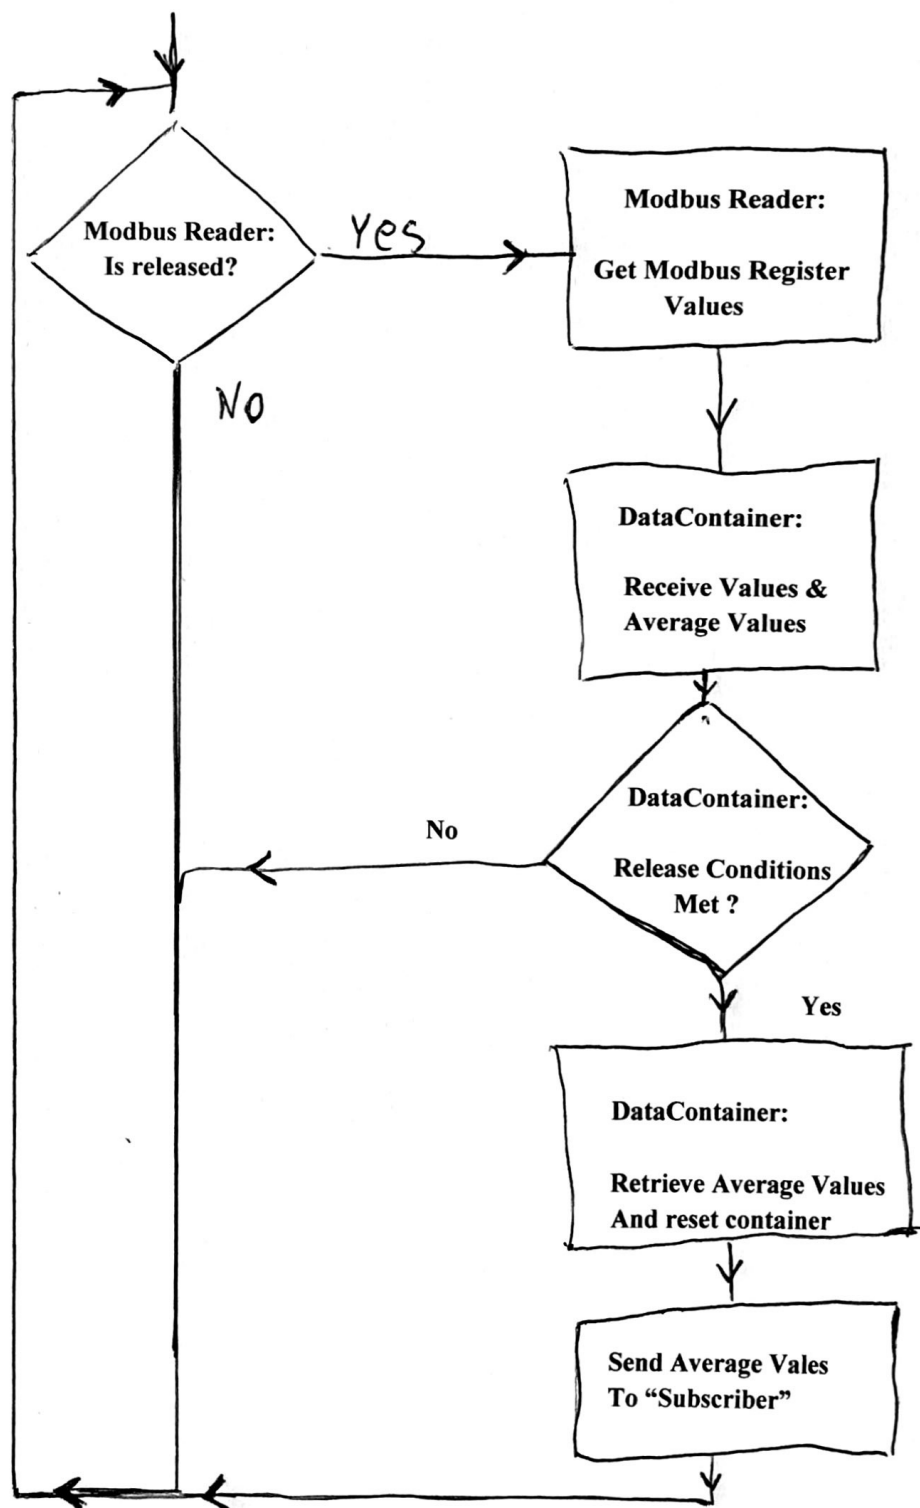 Modbus Reader:
Is released?
Yes
No
Modbus Reader:
Get Modbus Register
Values
DataContainer:
Receive Values &
Average Values
DataContainer:
Release Conditions
Met ?
No
Yes
DataContainer:
Retrieve Average Values
And reset container
Send Average Vales
To “Subscriber”